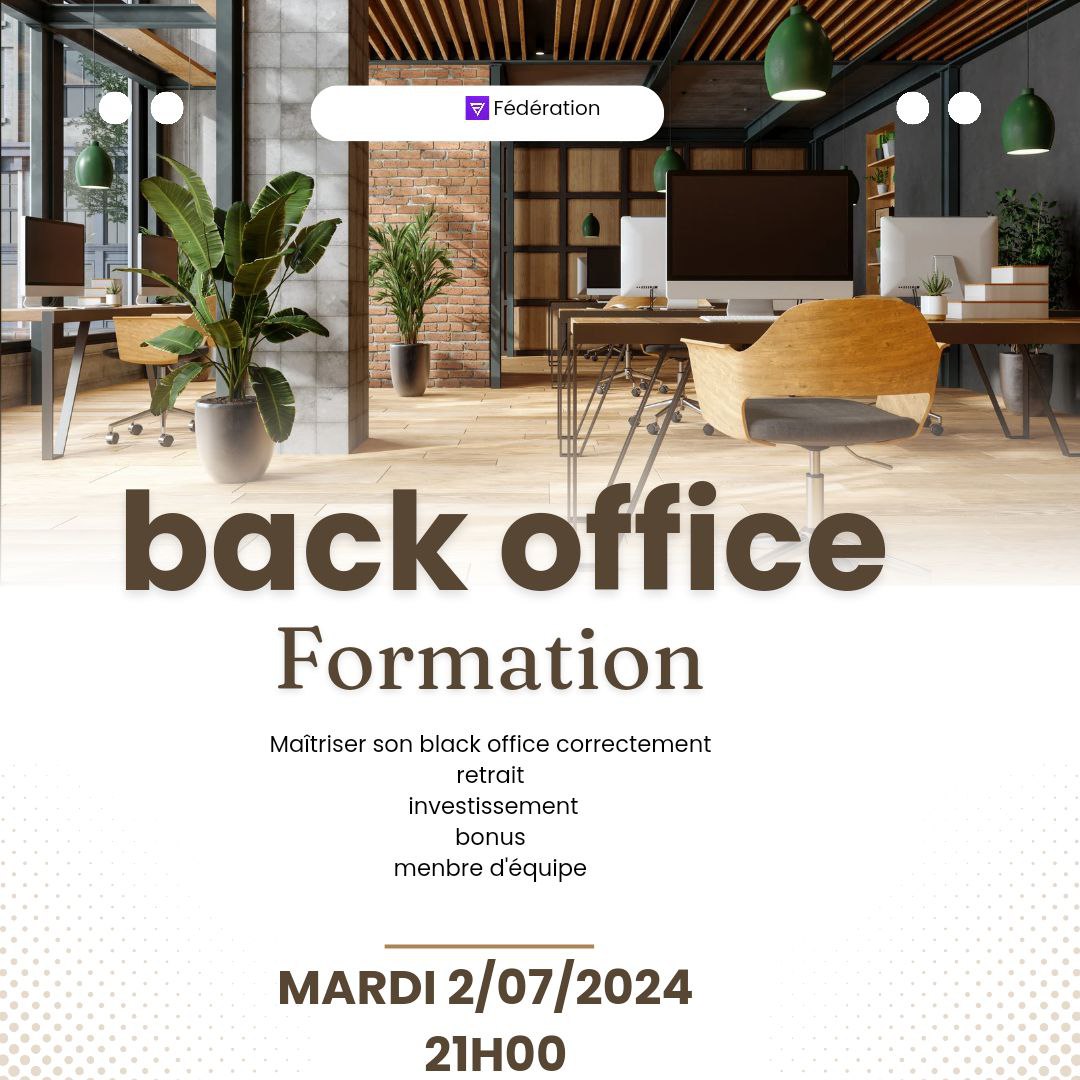 Fédération
back office
Formation
Maîtriser son black office correctement
retrait
investissement
bonus
menbre d'équipe
MARDI 2/07/2024
21H00